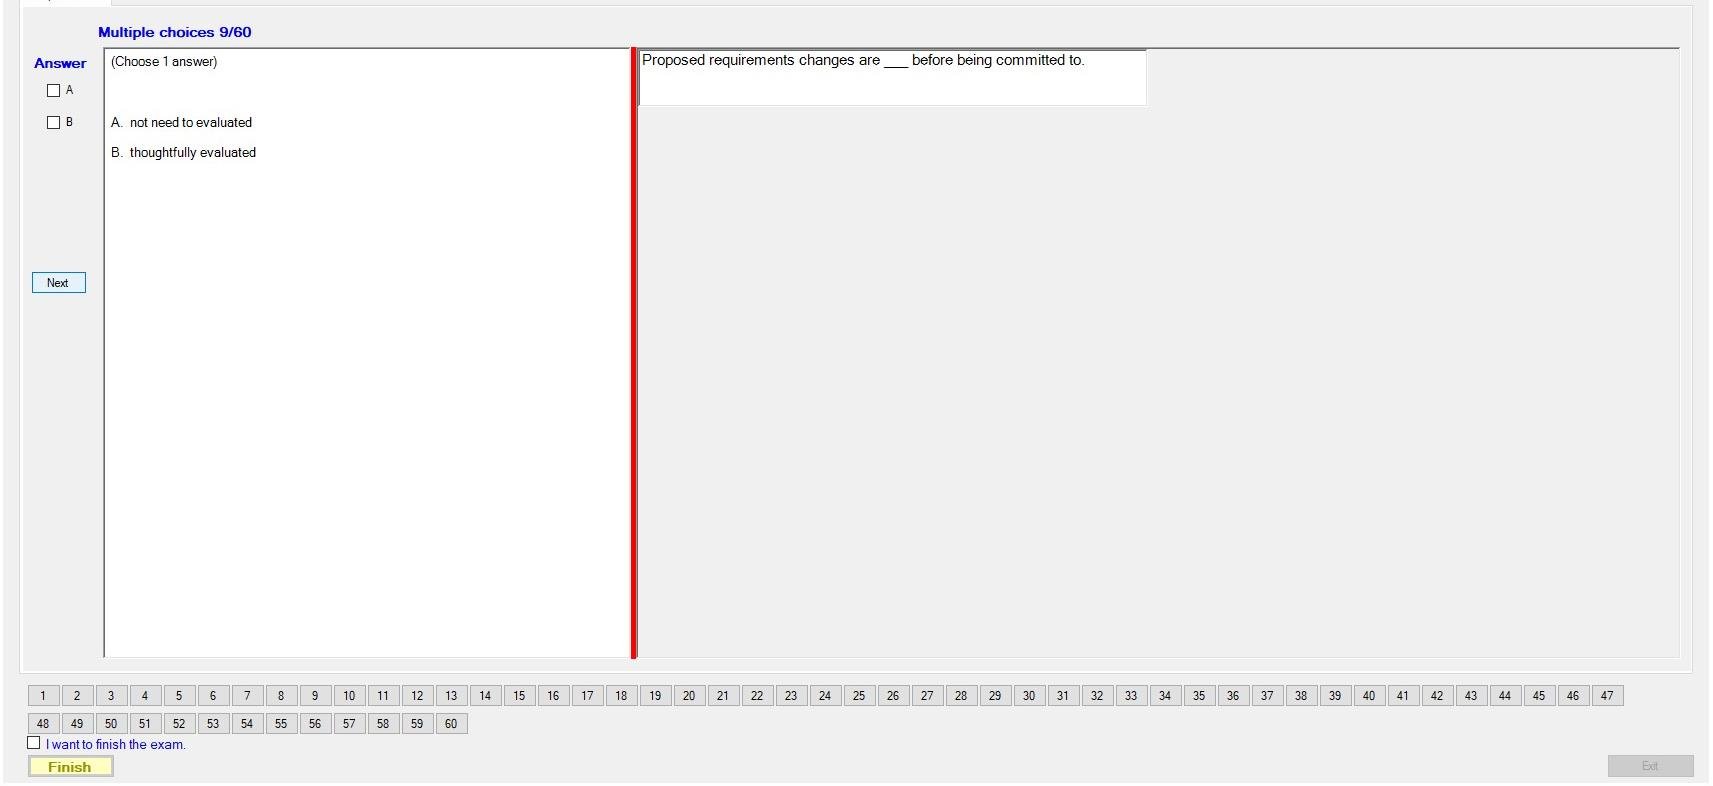 Multiple choices 9/60
Answer
A
B
Next
(Choose 1 answer)
A. not need to evaluated
B. thoughtfully evaluated
Proposed requirements changes are ___ before being committed to.
1 2 3 4 5 6 7 8 9 10 11 12 13 14 15 16 17 18 19 20 21 22 23 24 25 26 27 28 29 30 31 32 33 34 35 36 37 38 39 40 41 42 43 44 45 46 47
48 49 50 51 52 53 54 55 56 57 58 59 60
I want to finish the exam.
Finish
Exit